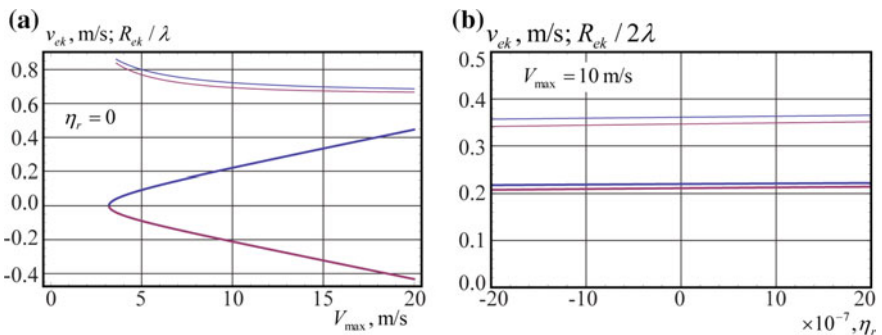 (a) v_ek, m/s; R_ek / λ
0.8
0.6
η_r = 0
0.4
0.2
0.0
-0.2
-0.4
0 5 10 15 20
V_max, m/s
(b) v_ek, m/s; R_ek / 2λ
0.5
V_max = 10 m/s
0.4
0.3
0.2
0.1
0.0
-20 -10 0 10 20
×10^-7, η_r